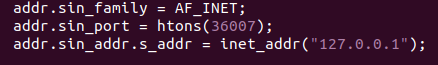 addr.sin_family = AF_INET;
addr.sin_port = htons(36007);
addr.sin_addr.s_addr = inet_addr("127.0.0.1");